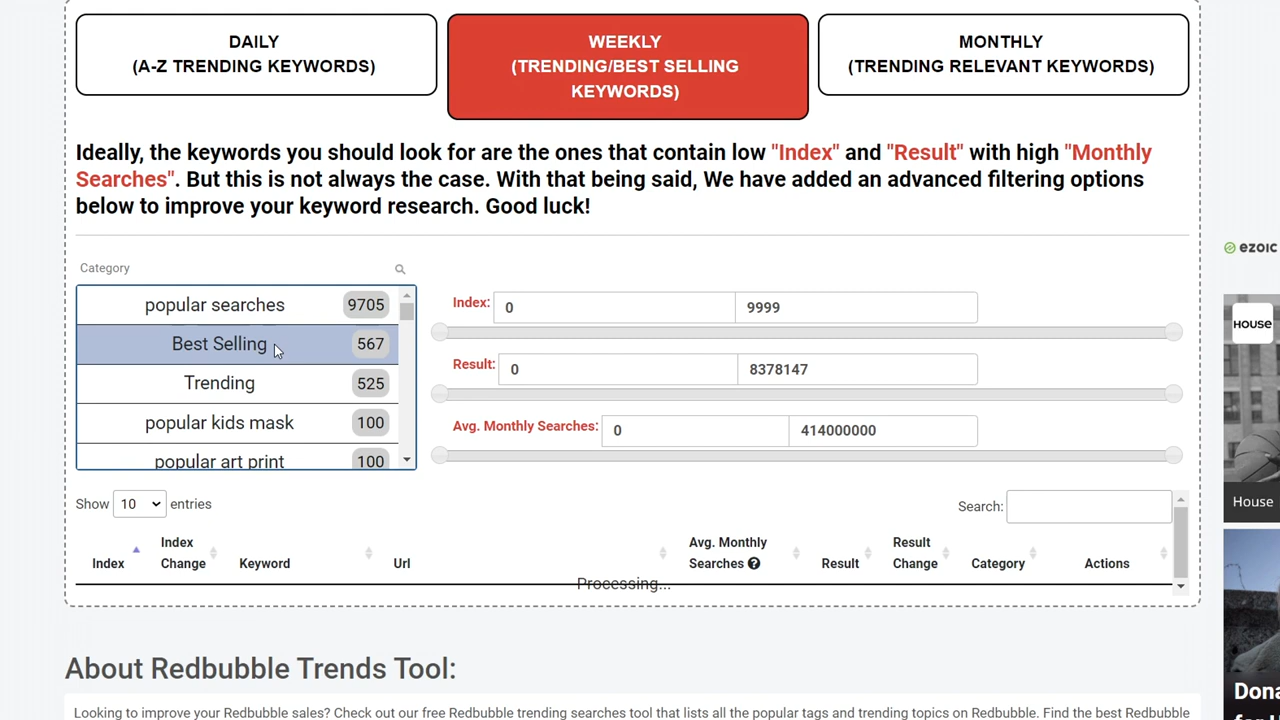 DAILY
(A-Z TRENDING KEYWORDS)
WEEKLY
(TRENDING/BEST SELLING
KEYWORDS)
MONTHLY
(TRENDING RELEVANT KEYWORDS)
Ideally, the keywords you should look for are the ones that contain low "Index" and "Result" with high "Monthly
Searches". But this is not always the case. With that being said, We have added an advanced filtering options
below to improve your keyword research. Good luck!
Category
popular searches 9705
Best Selling 567
Trending 525
popular kids mask 100
popular art print 100
Index: 0 9999
Result: 0 8378147
Avg. Monthly Searches: 0 414000000
Show 10 entries
Search:
Index
Index
Change
Keyword
Url
Avg. Monthly
Searches
Result
Result
Change
Category
Actions
Processing...
About Redbubble Trends Tool:
Looking to improve your Redbubble sales? Check out our free Redbubble trending searches tool that lists all the popular tags and trending topics on Redbubble. Find the best Redbubble
ezoic
HOUSE
House
Dona